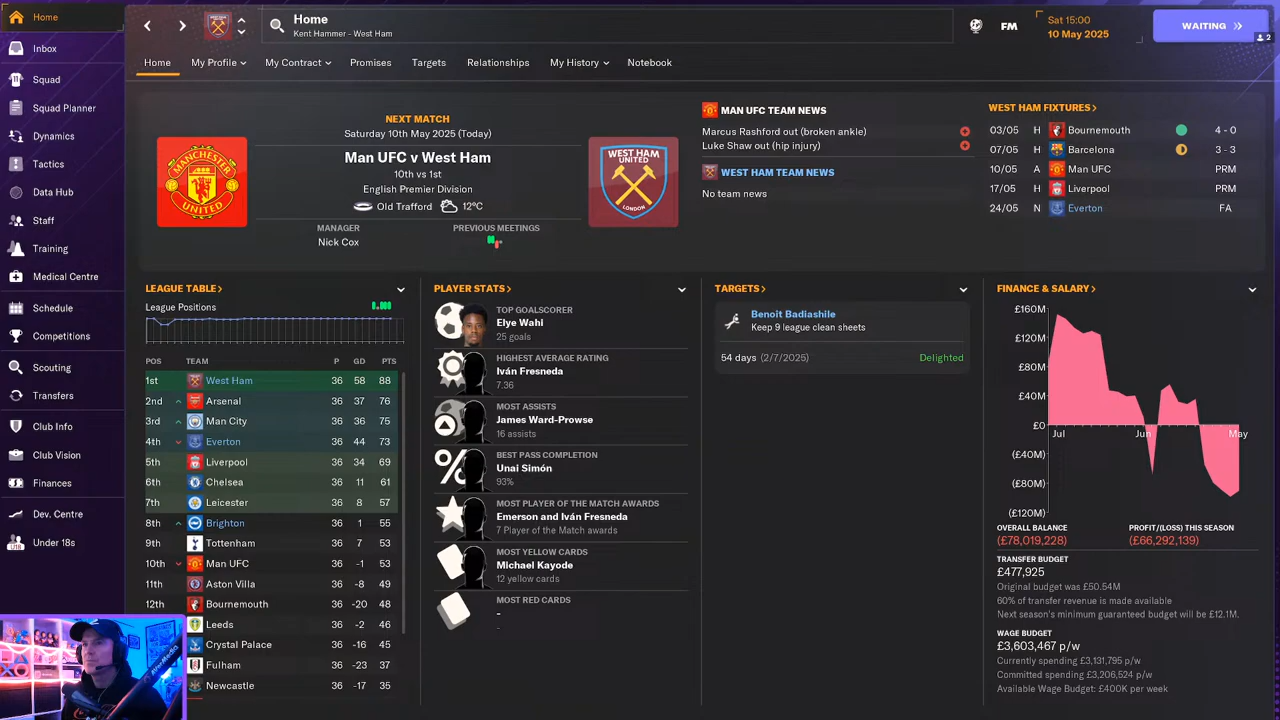 Home
Inbox
Squad
Squad Planner
Dynamics
Tactics
Data Hub
Staff
Training
Medical Centre
Schedule
Competitions
Scouting
Transfers
Club Info
Club Vision
Finances
Dev. Centre
U18
Under 18s
Home
Kent Hammer - West Ham
FM
Sat 15:00
10 May 2025
WAITING
2
Home My Profile My Contract Promises Targets Relationships My History Notebook
NEXT MATCH
Saturday 10th May 2025 (Today)
Man UFC v West Ham
10th vs 1st
English Premier Division
Old Trafford 12°C
MANCHESTER
UNITED
WEST HAM
UNITED
LONDON
MANAGER
Nick Cox
PREVIOUS MEETINGS
MAN UFC TEAM NEWS
Marcus Rashford out (broken ankle)
Luke Shaw out (hip injury)
WEST HAM TEAM NEWS
No team news
WEST HAM FIXTURES
03/05 H Bournemouth 4 - 0
07/05 H Barcelona 3 - 3
10/05 A Man UFC PRM
17/05 H Liverpool PRM
24/05 N Everton FA
LEAGUE TABLE
League Positions
POS TEAM P GD PTS
1st West Ham 36 58 88
2nd Arsenal 36 37 76
3rd Man City 36 36 75
4th Everton 36 44 73
5th Liverpool 36 34 69
6th Chelsea 36 11 61
7th Leicester 36 8 57
8th Brighton 36 1 55
9th Tottenham 36 7 53
10th Man UFC 36 -1 53
11th Aston Villa 36 -8 49
12th Bournemouth 36 -20 48
Leeds 36 -2 46
Crystal Palace 36 -16 45
Fulham 36 -23 37
Newcastle 36 -17 35
PLAYER STATS
TOP GOALSCORER
Elye Wahi
25 goals
HIGHEST AVERAGE RATING
Iván Fresneda
7.36
MOST ASSISTS
James Ward-Prowse
16 assists
BEST PASS COMPLETION
Unai Simón
93%
MOST PLAYER OF THE MATCH AWARDS
Emerson and Iván Fresneda
7 Player of the Match awards
MOST YELLOW CARDS
Michael Kayode
12 yellow cards
MOST RED CARDS
-
-
TARGETS
Benoit Badiashile
Keep 9 league clean sheets
54 days (2/7/2025) Delighted
FINANCE & SALARY
£160M
£120M
£80M
£40M
£0
(£40M)
(£80M)
(£120M)
Jul Jun May
OVERALL BALANCE
(£78,019,228)
PROFIT/(LOSS) THIS SEASON
(£66,292,139)
TRANSFER BUDGET
£477,925
Original budget was £50.54M
60% of transfer revenue is made available
Next season's minimum guaranteed budget will be £12.1M.
WAGE BUDGET
£3,603,467 p/w
Currently spending £3,131,795 p/w
Committed spending £3,206,524 p/w
Available Wage Budget: £400K per week
AVerMedia